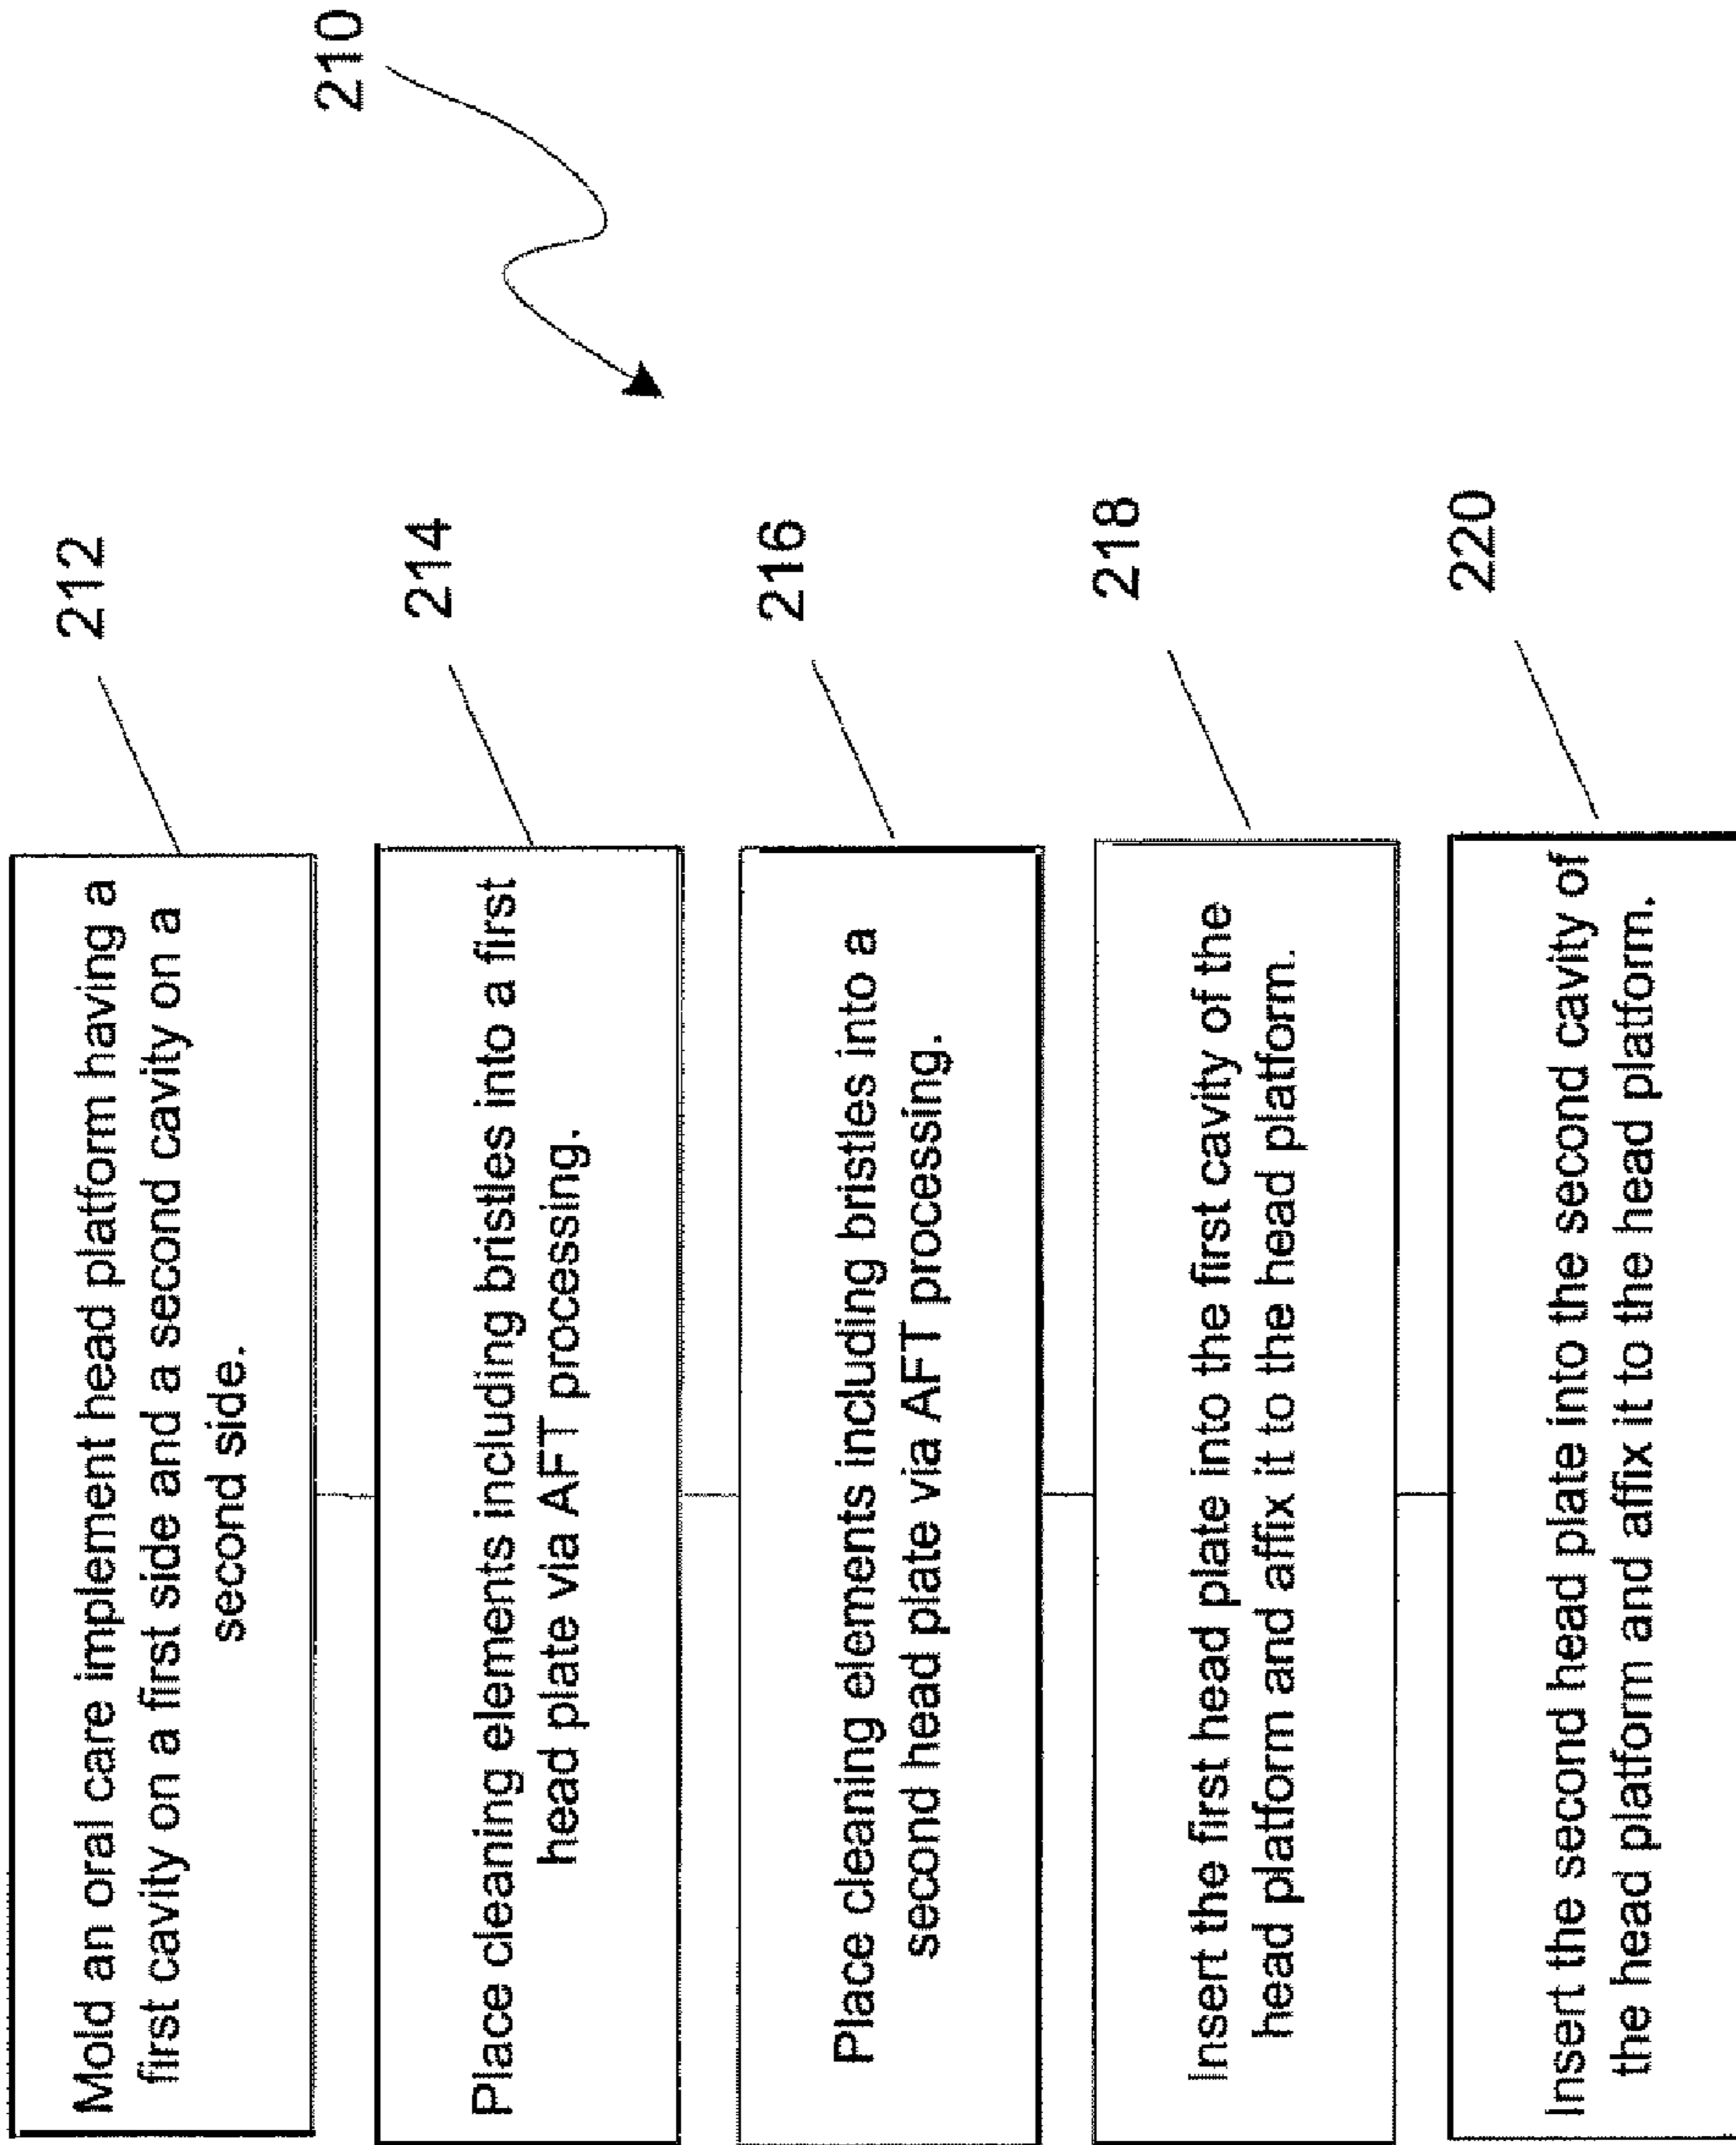 210
Mold an oral care implement head platform having a
first cavity on a first side and a second cavity on a
second side.
212
Place cleaning elements including bristles into a first
head plate via AFT processing.
214
Place cleaning elements including bristles into a
second head plate via AFT processing.
216
Insert the first head plate into the first cavity of the
head platform and affix it to the head platform.
218
Insert the second head plate into the second cavity of
the head platform and affix it to the head platform.
220